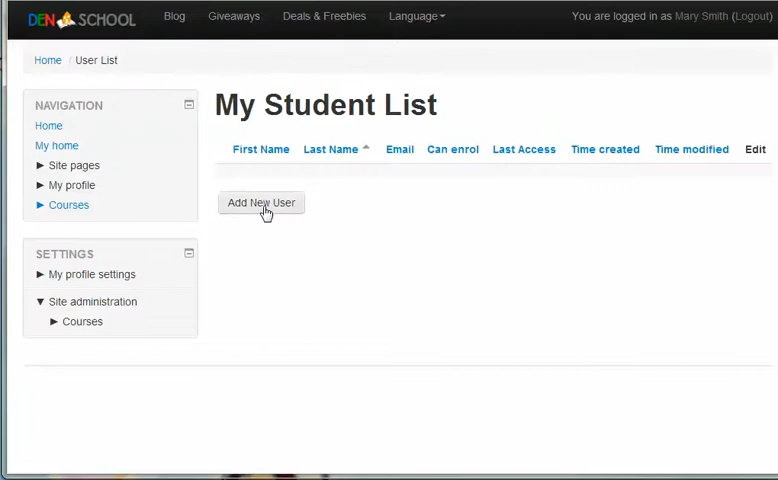 DEN SCHOOL Blog Giveaways Deals & Freebies Language You are logged in as Mary Smith (Logout)
Home / User List
NAVIGATION
Home
My home
Site pages
My profile
Courses
SETTINGS
My profile settings
Site administration
Courses
My Student List
First Name Last Name Email Can enrol Last Access Time created Time modified Edit
Add New User